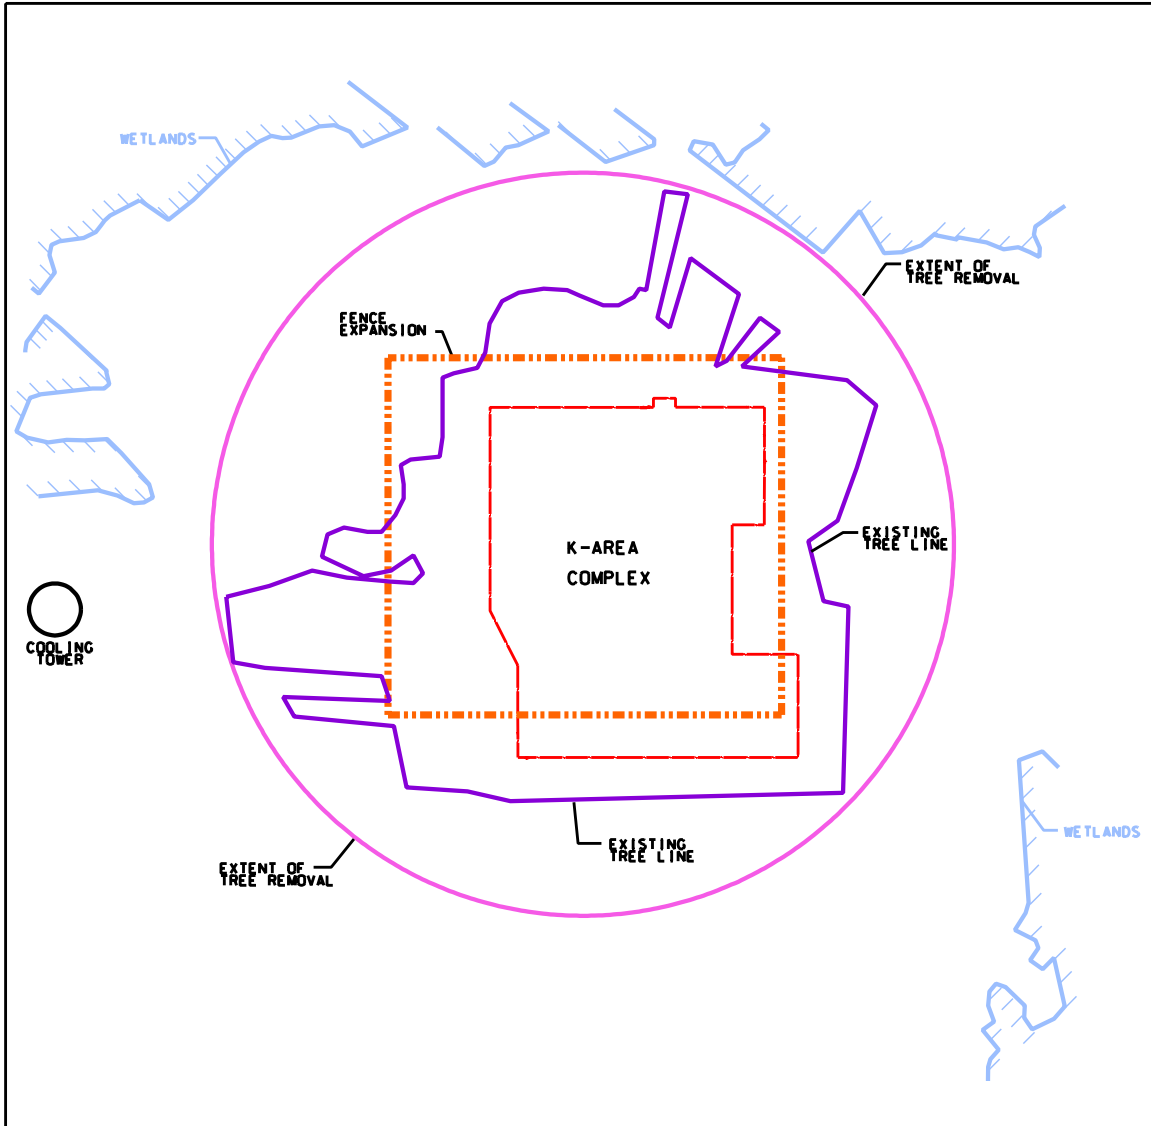 WETLANDS
EXTENT OF
TREE REMOVAL
FENCE
EXPANSION
EXISTING
TREE LINE
K-AREA
COMPLEX
COOLING
TOWER
WETLANDS
EXISTING
TREE LINE
EXTENT OF
TREE REMOVAL